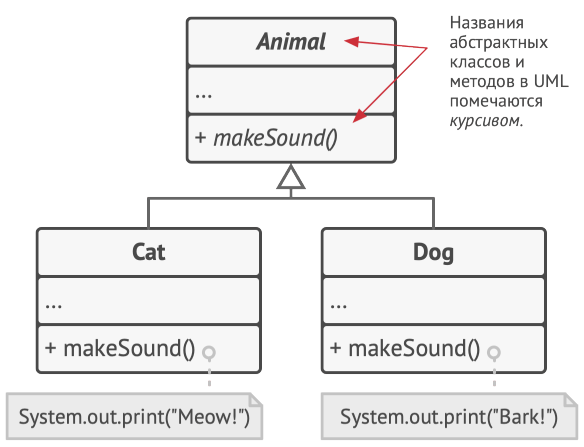 Animal
...
+ makeSound()
Названия
абстрактных
классов и
методов в UML
помечаются
курсивом.
Cat
...
+ makeSound()
System.out.print("Meow!")
Dog
...
+ makeSound()
System.out.print("Bark!")